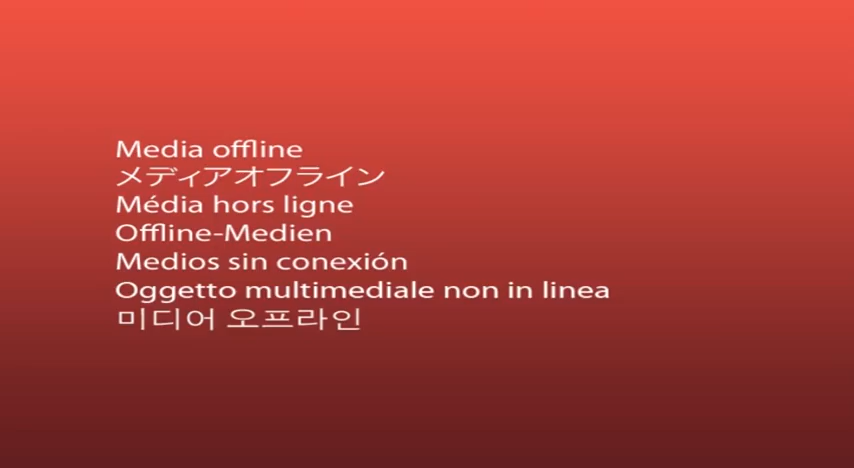 Media offline
メディアオフライン
Média hors ligne
Offline-Medien
Medios sin conexión
Oggetto multimediale non in linea
미디어 오프라인